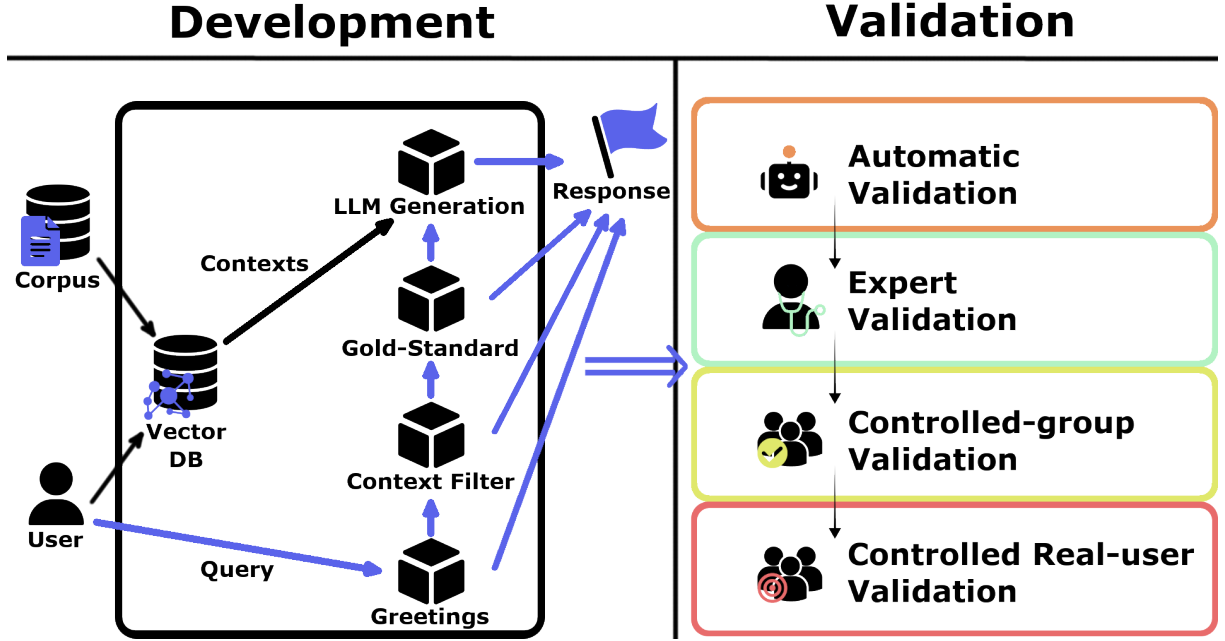 Development
Validation
LLM Generation
Response
Contexts
Corpus
Gold-Standard
Vector
DB
Context Filter
User
Query
Greetings
Automatic
Validation
Expert
Validation
Controlled-group
Validation
Controlled Real-user
Validation